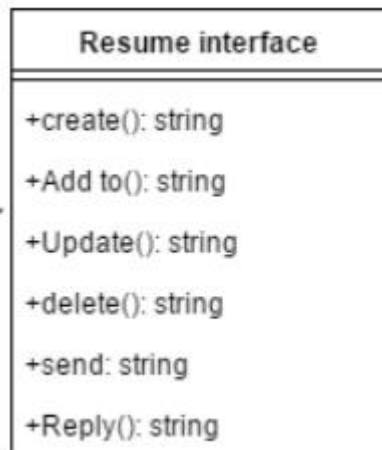 Resume interface
+create(): string
+Add to(): string
+Update(): string
+delete(): string
+send: string
+Reply(): string